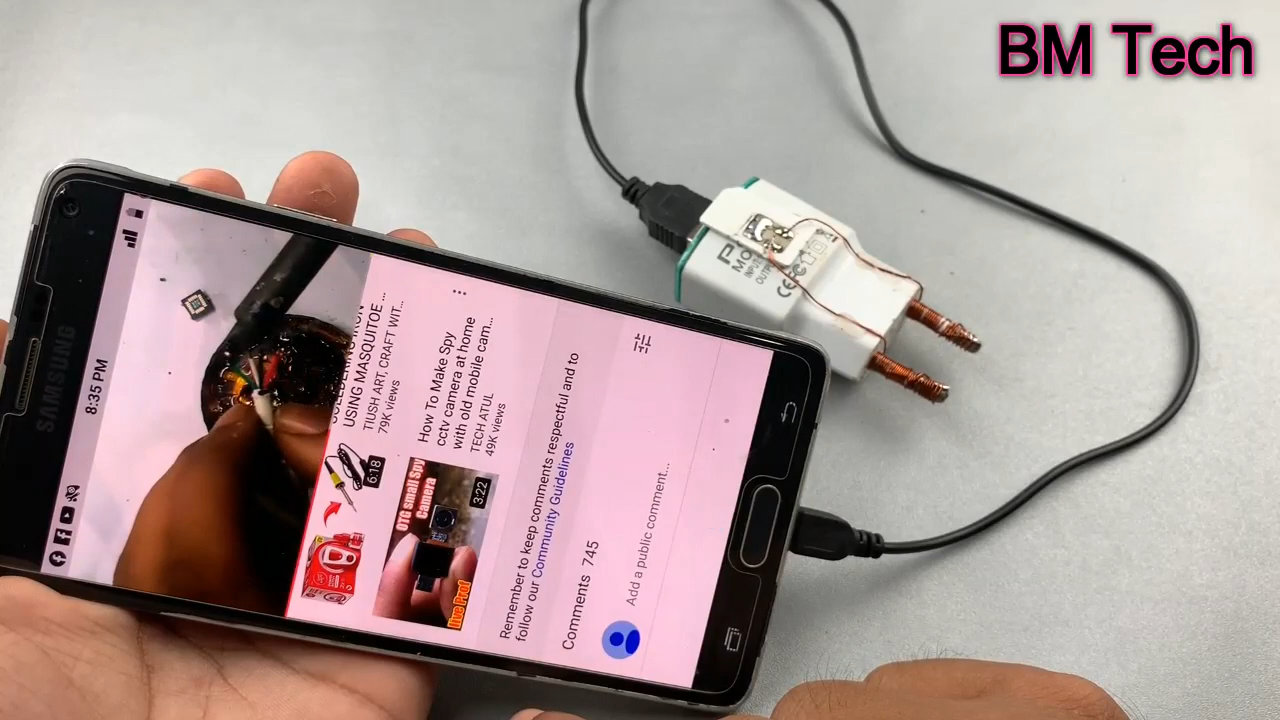 BM Tech
SAMSUNG
8:35 PM
USING MASQUITOE ...
TIUSH ART, CRAFT WIT...
79K views
6:18
How To Make Spy
cctv camera at home
with old mobile cam...
TECH ATUL
49K views
OTG small Spy
Camera
3:22
Remember to keep comments respectful and to
follow our Community Guidelines
Comments 745
Add a public comment...
INPUT
CE